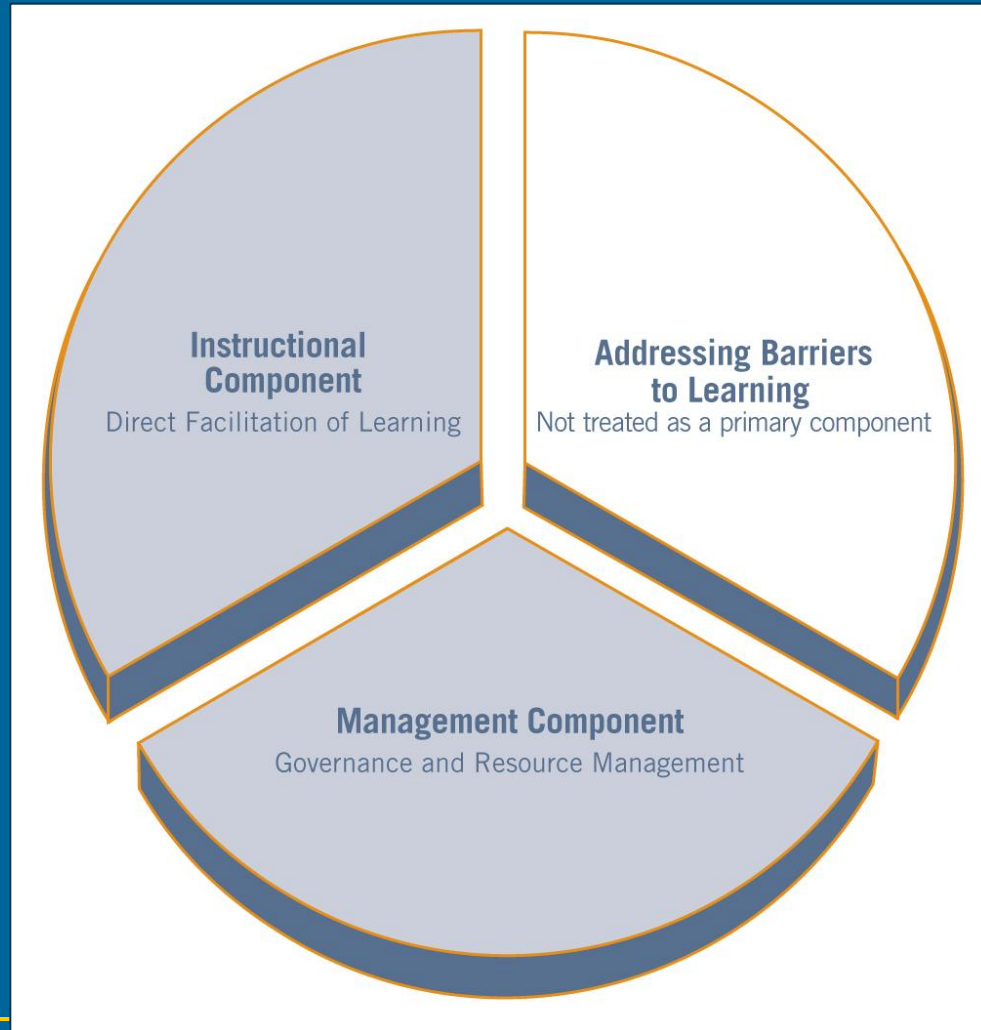 Instructional
Component
Direct Facilitation of Learning
Addressing Barriers
to Learning
Not treated as a primary component
Management Component
Governance and Resource Management